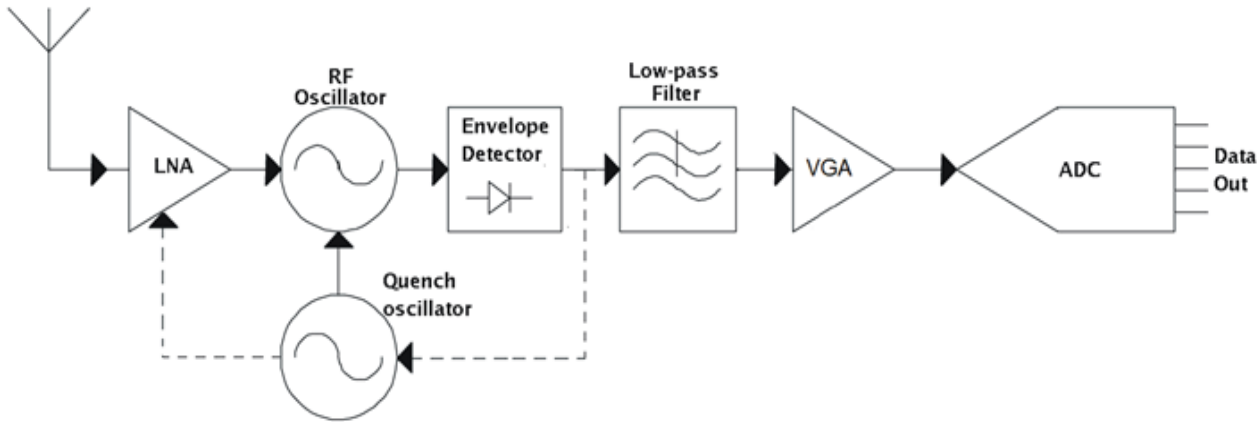 RF
Oscillator
Low-pass
Filter
Envelope
Detector
LNA
VGA
ADC
Data
Out
Quench
oscillator